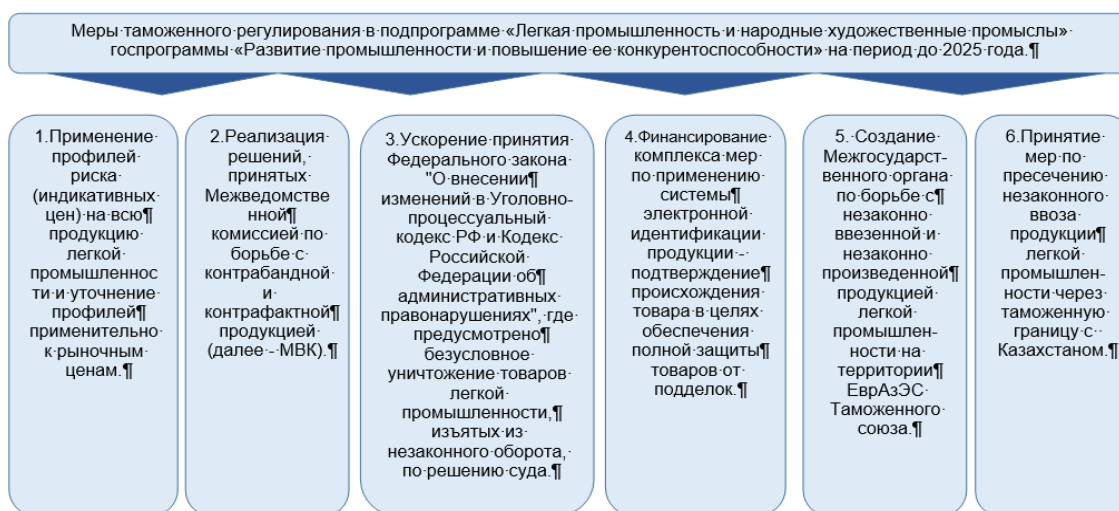 Меры таможенного регулирования в подпрограмме «Легкая промышленность и народные художественные промыслы»
госпрограммы «Развитие промышленности и повышение ее конкурентоспособности» на период до 2025 года.¶
1.Применение
профилей
риска
(индикативных
цен) на всю¶
продукцию
легкой
промышленнос
ти и уточнение
профилей¶
применительно
к рыночным
ценам.¶
2.Реализация
решений,
принятых
Межведомстве
нной¶
комиссией по
борьбе с
контрабандной
и
контрафактной¶
продукцией
(далее - МВК).¶
3.Ускорение принятия
Федерального закона
"О внесении¶
изменений в Уголовно-
процессуальный
кодекс РФ и Кодекс
Российской
Федерации об¶
административных
правонарушениях", где
предусмотрено¶
безусловное
уничтожение товаров
легкой
промышленности,¶
изъятых из
незаконного оборота,
по решению суда.¶
4.Финансирование
комплекса мер
по применению
системы¶
электронной
идентификации
продукции -
подтверждение¶
происхождения
товара в целях
обеспечения
полной защиты¶
товаров от
подделок.¶
5. Создание
Межгосударст-
венного органа
по борьбе с¶
незаконно
ввезенной и
незаконно
произведенной¶
продукцией
легкой
промышлен-
ности на
территории¶
ЕврАзЭС
Таможенного
союза.¶
6.Принятие
мер по
пресечению
незаконного
ввоза
продукции¶
легкой
промышлен-
ности через
таможенную
границу с
Казахстаном.¶